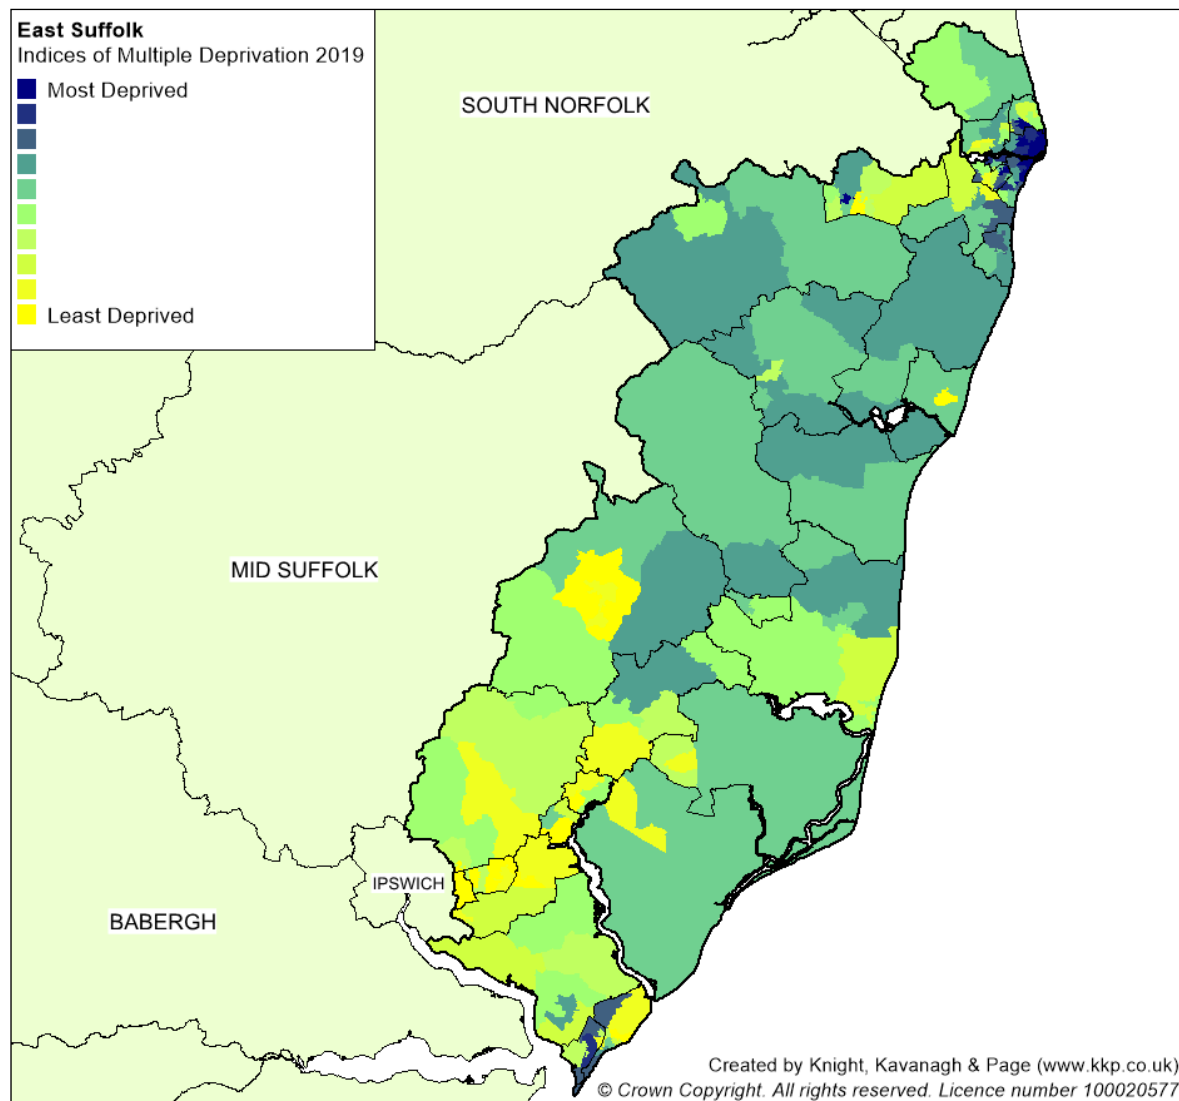 East Suffolk
Indices of Multiple Deprivation 2019
Most Deprived
Least Deprived
SOUTH NORFOLK
MID SUFFOLK
IPSWICH
BABERGH
Created by Knight, Kavanagh & Page (www.kkp.co.uk)
© Crown Copyright. All rights reserved. Licence number 100020577